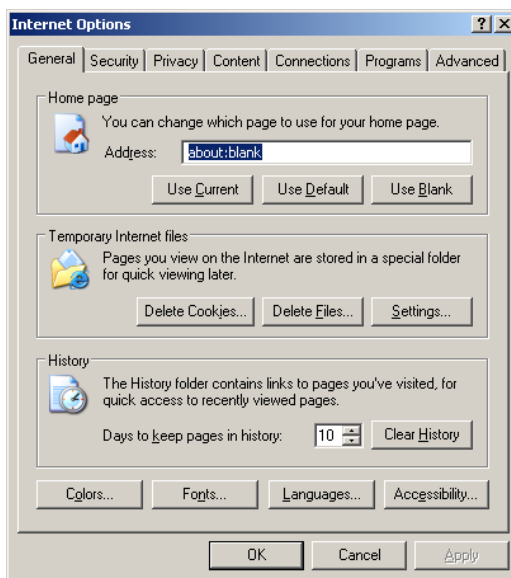 Internet Options
General Security Privacy Content Connections Programs Advanced
Home page
You can change which page to use for your home page.
Address: about:blank
Use Current Use Default Use Blank
Temporary Internet files
Pages you view on the Internet are stored in a special folder
for quick viewing later.
Delete Cookies... Delete Files... Settings...
History
The History folder contains links to pages you've visited, for
quick access to recently viewed pages.
Days to keep pages in history: 10 Clear History
Colors... Fonts... Languages... Accessibility...
OK Cancel Apply